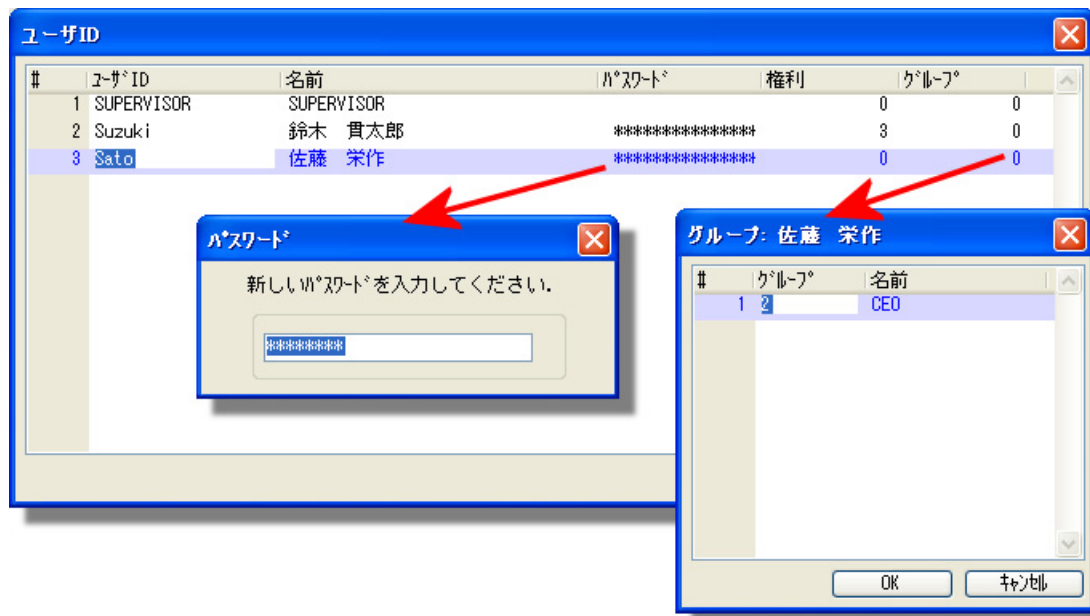 ユーザID
# ﾕｰｻﾞID 名前 ﾊﾟｽﾜｰﾄﾞ 権利 ｸﾞﾙｰﾌﾟ
1 SUPERVISOR SUPERVISOR 0 0
2 Suzuki 鈴木 貫太郎 *************** 3 0
3 Sato 佐藤 栄作 *************** 0 0
ﾊﾟｽﾜｰﾄﾞ
新しいﾊﾟｽﾜｰﾄﾞを入力してください.
*********
グループ: 佐藤 栄作
# ｸﾞﾙｰﾌﾟ 名前
1 2 CEO
OK ｷｬﾝｾﾙ